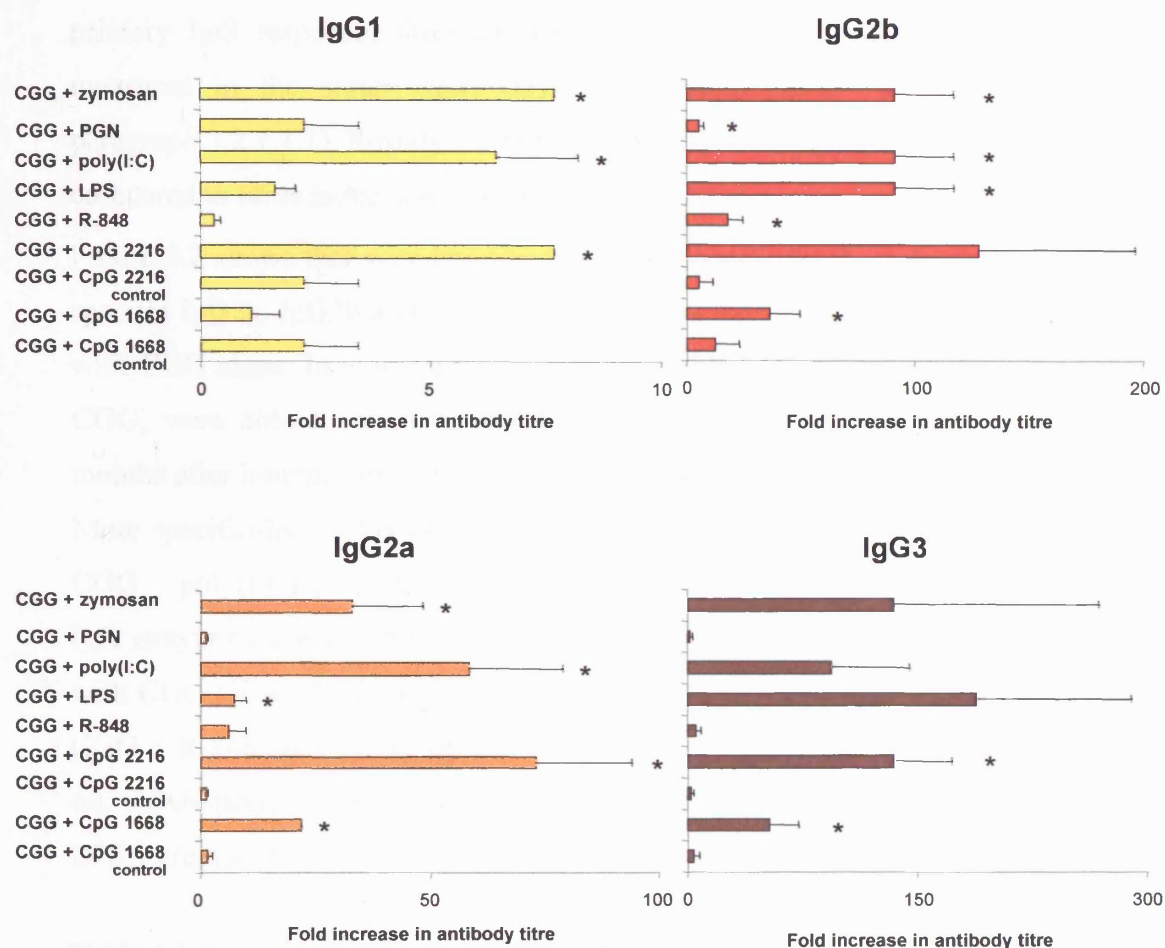 IgG1
CGG + zymosan
*
CGG + PGN
CGG + poly(I:C)
*
CGG + LPS
CGG + R-848
CGG + CpG 2216
*
CGG + CpG 2216
control
CGG + CpG 1668
CGG + CpG 1668
control
0 5 10
Fold increase in antibody titre
IgG2b
*
*
*
*
*
*
0 100 200
Fold increase in antibody titre
IgG2a
CGG + zymosan
*
CGG + PGN
CGG + poly(I:C)
*
CGG + LPS
*
CGG + R-848
CGG + CpG 2216
*
CGG + CpG 2216
control
CGG + CpG 1668
*
CGG + CpG 1668
control
0 50 100
Fold increase in antibody titre
IgG3
*
*
0 150 300
Fold increase in antibody titre